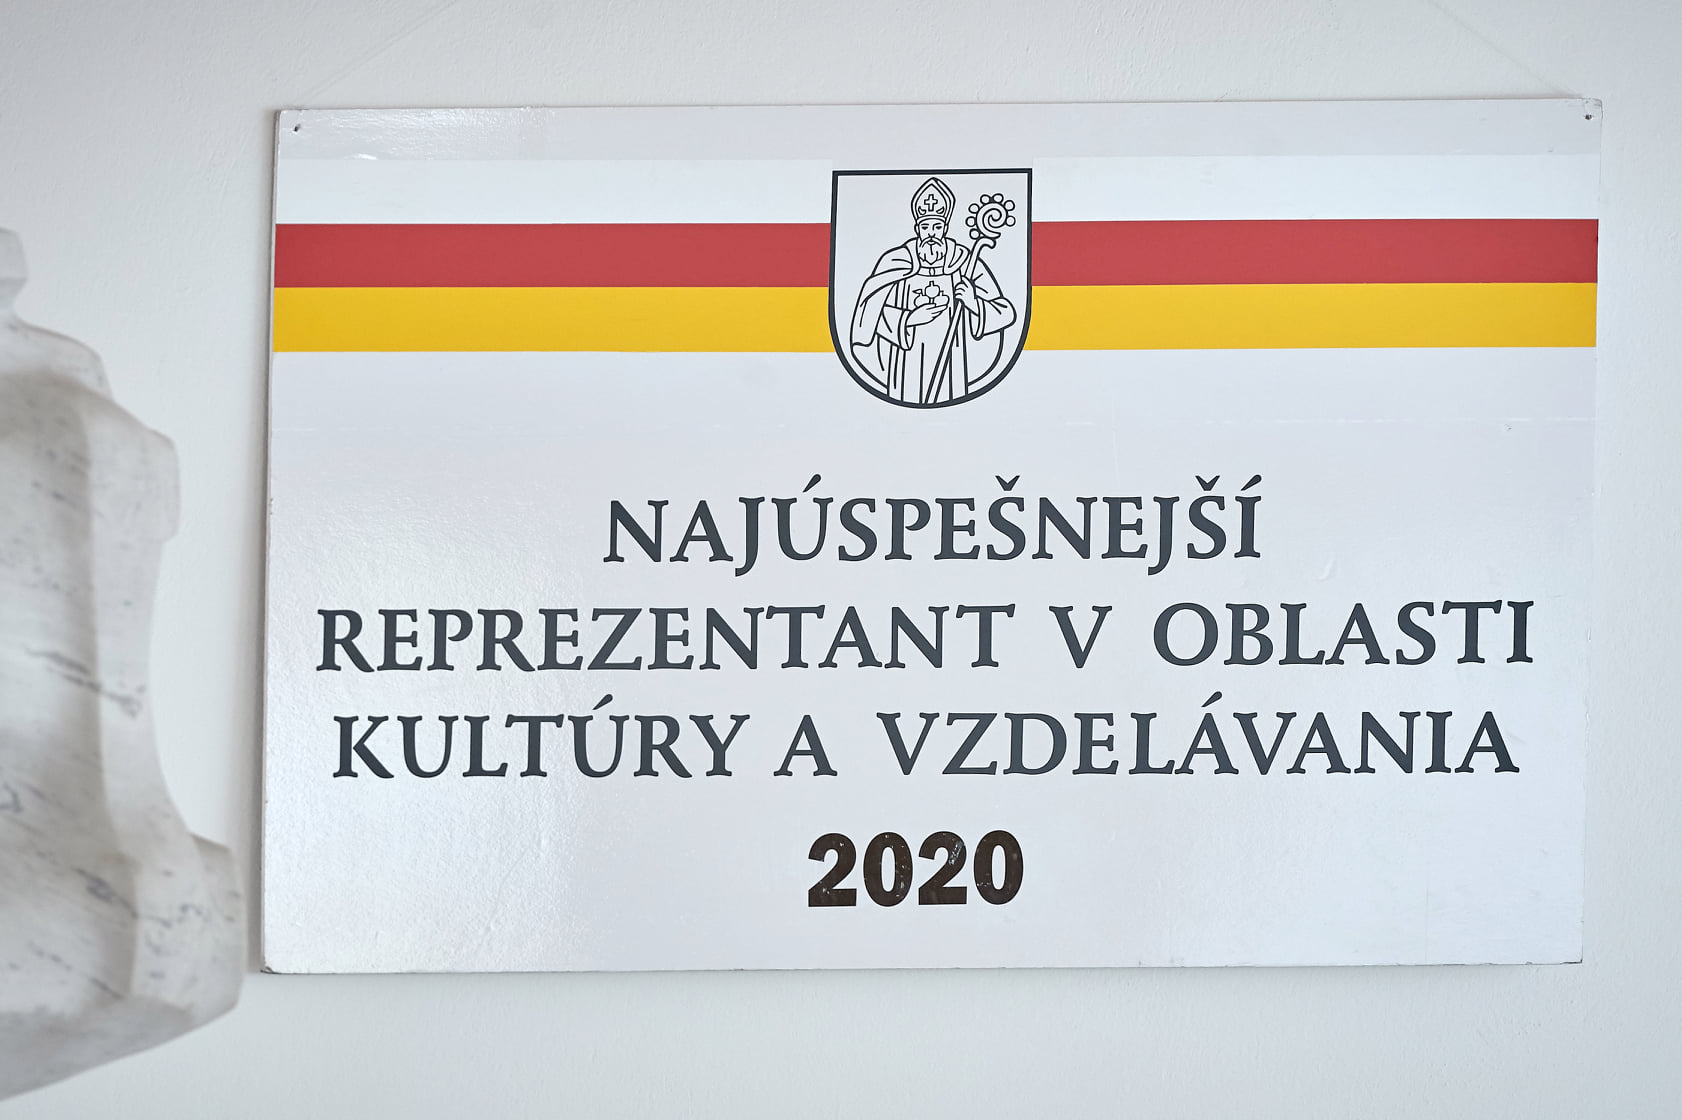 NAJÚSPEŠNEJŠÍ
REPREZENTANT V OBLASTI
KULTÚRY A VZDELÁVANIA
2020